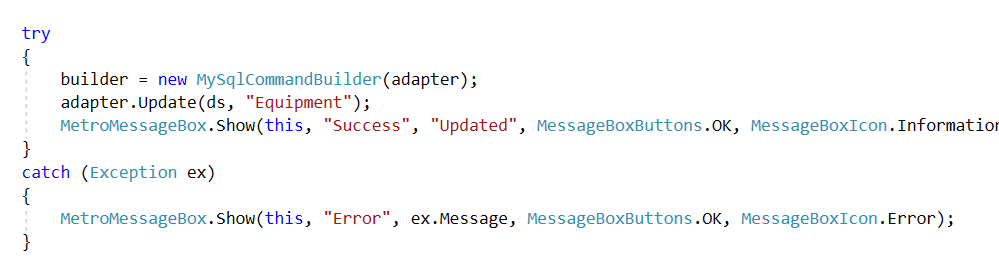 try
{
builder = new MySqlCommandBuilder(adapter);
adapter.Update(ds, "Equipment");
MetroMessageBox.Show(this, "Success", "Updated", MessageBoxButtons.OK, MessageBoxIcon.Information
}
catch (Exception ex)
{
MetroMessageBox.Show(this, "Error", ex.Message, MessageBoxButtons.OK, MessageBoxIcon.Error);
}